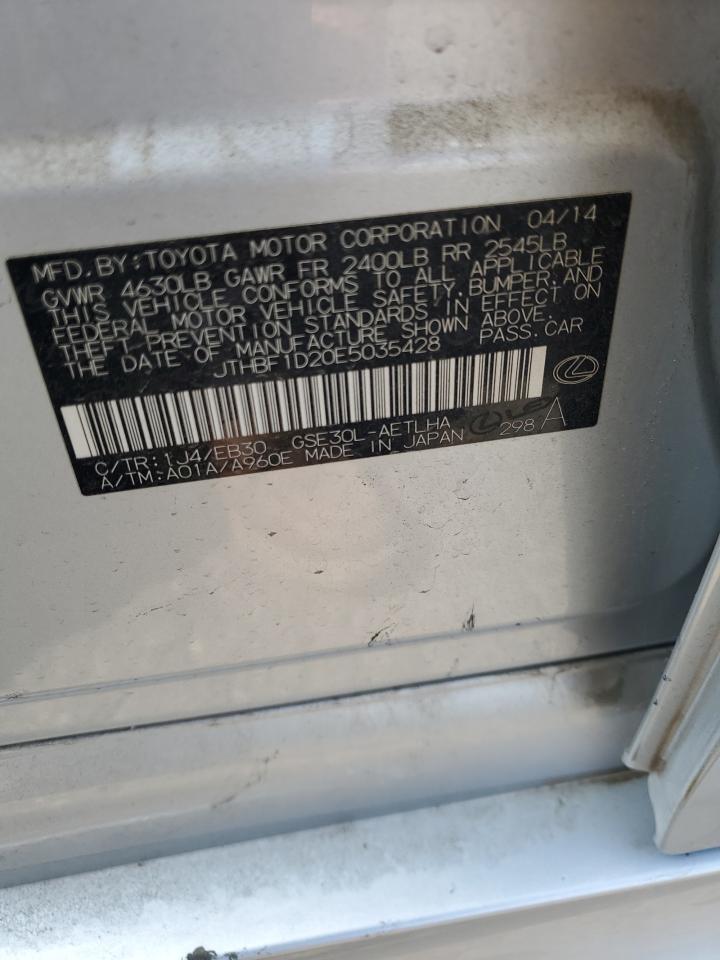 MFD. BY: TOYOTA MOTOR CORPORATION 04/14
GVWR 4630LB GAWR FR 2400LB RR 2545LB
THIS VEHICLE CONFORMS TO ALL APPLICABLE
FEDERAL MOTOR VEHICLE SAFETY, BUMPER, AND
THEFT PREVENTION STANDARDS IN EFFECT ON
THE DATE OF MANUFACTURE SHOWN ABOVE.
JTHBF1D20E5035428 PASS. CAR
C/TR: 1J4/EB30 GSE30L-AETLHA
A/TM: A01A/A960E MADE IN JAPAN 298 A